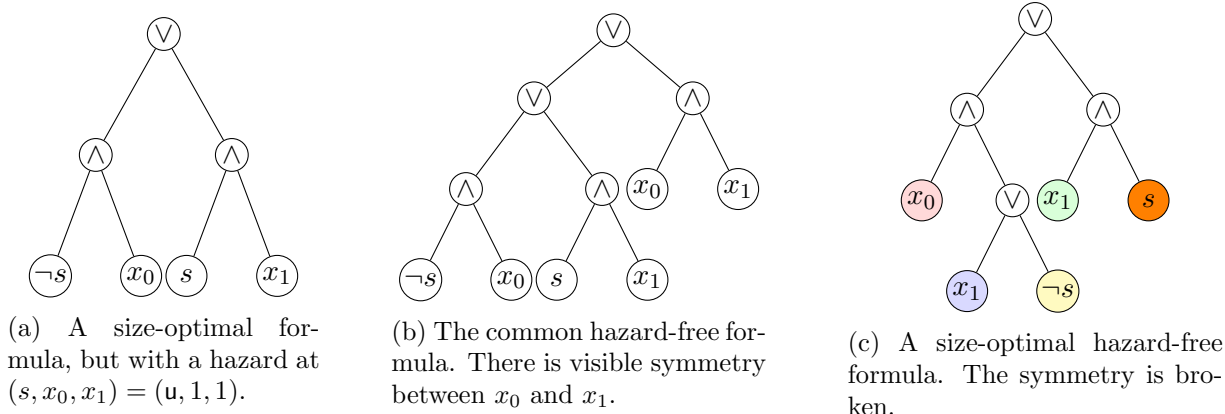 ∨
∨
∨
∨
∧
∧
∧
∧
∧
∧
∧
x₀
x₁
x₀
∨
x₁
s
¬s
x₀
s
x₁
¬s
x₀
s
x₁
x₁
¬s
(a) A size-optimal for-
mula, but with a hazard at
(s, x₀, x₁) = (u, 1, 1).
(b) The common hazard-free for-
mula. There is visible symmetry
between x₀ and x₁.
(c) A size-optimal hazard-free
formula. The symmetry is bro-
ken.